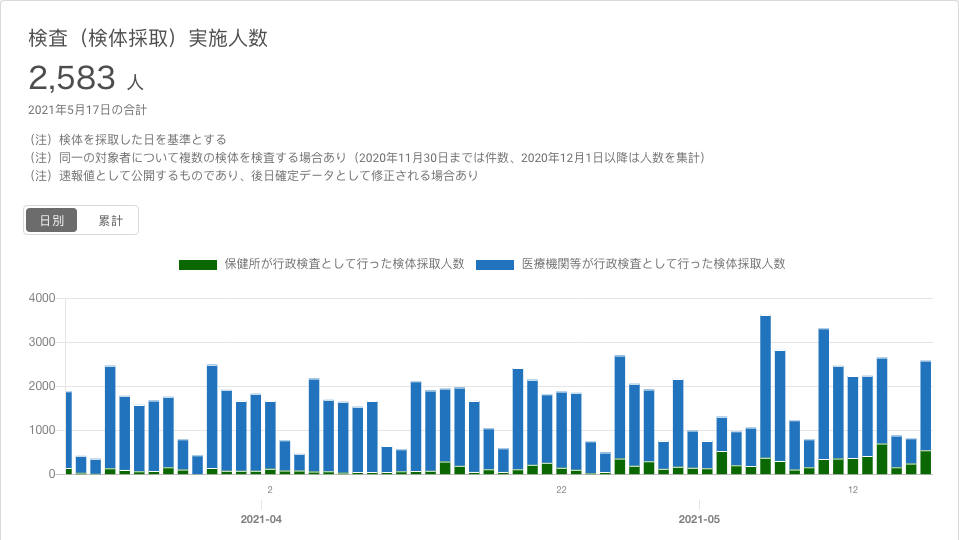 検査（検体採取）実施人数
2,583 人
2021年5月17日の合計
（注）検体を採取した日を基準とする
（注）同一の対象者について複数の検体を検査する場合あり（2020年11月30日までは件数、2020年12月1日以降は人数を集計）
（注）速報値として公開するものであり、後日確定データとして修正される場合あり
日別 累計
保健所が行政検査として行った検体採取人数 医療機関等が行政検査として行った検体採取人数
4000
3000
2000
1000
0
2 22 12
2021-04 2021-05